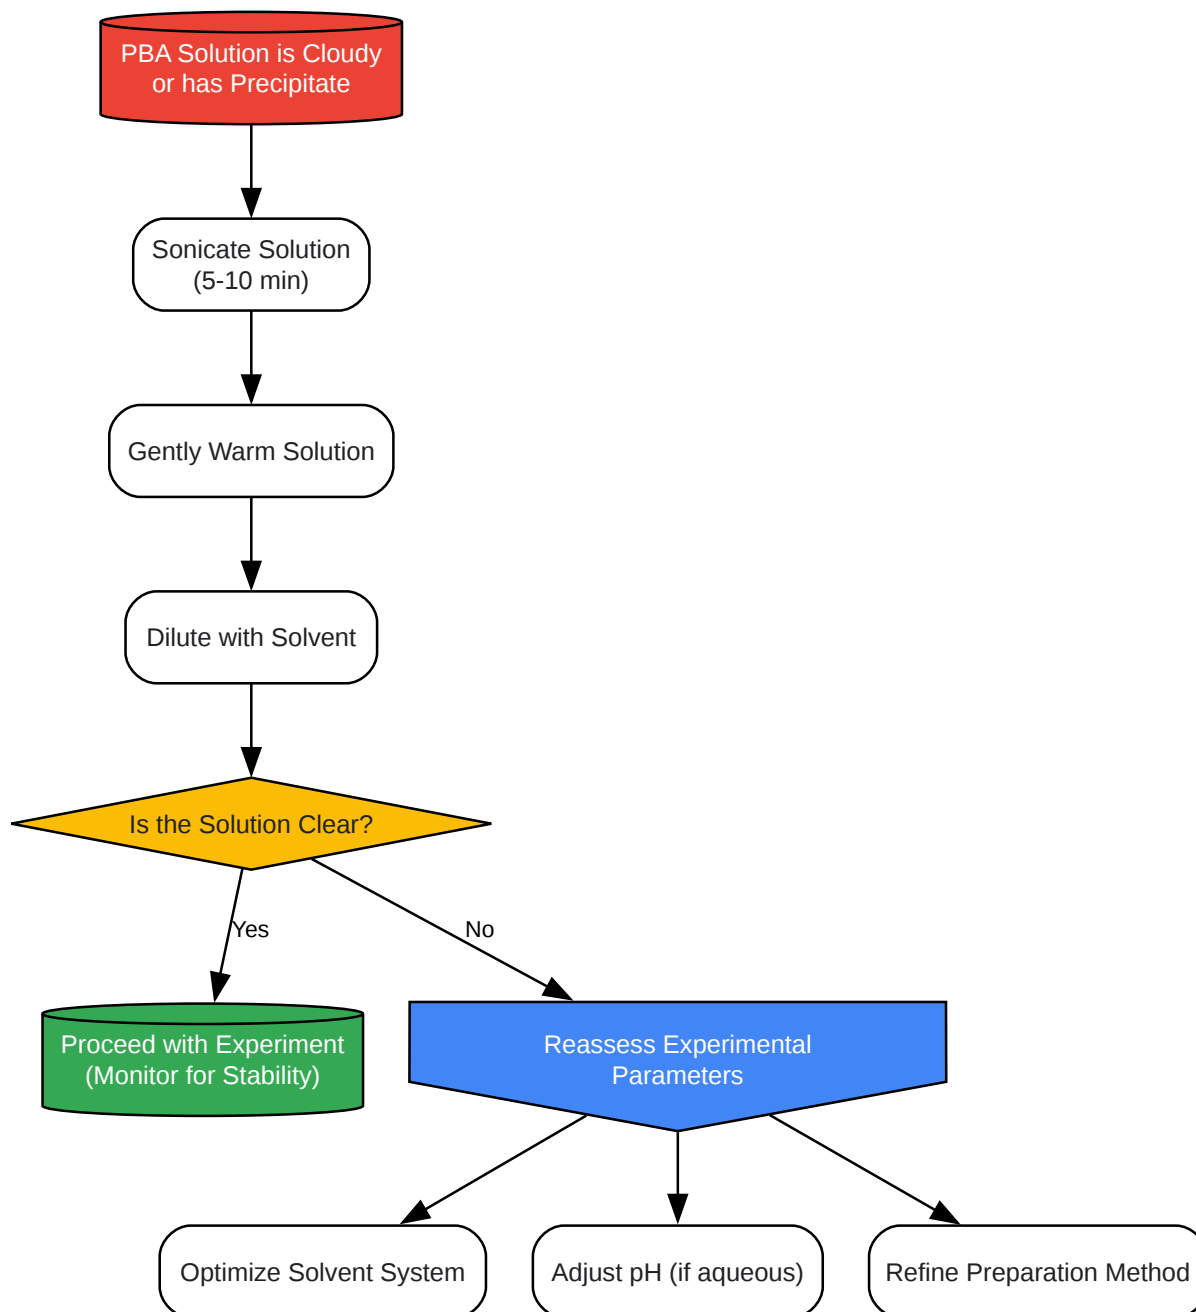 PBA Solution is Cloudy
or has Precipitate
Sonicate Solution
(5-10 min)
Gently Warm Solution
Dilute with Solvent
Is the Solution Clear?
Yes
No
Proceed with Experiment
(Monitor for Stability)
Reassess Experimental
Parameters
Optimize Solvent System
Adjust pH (if aqueous)
Refine Preparation Method